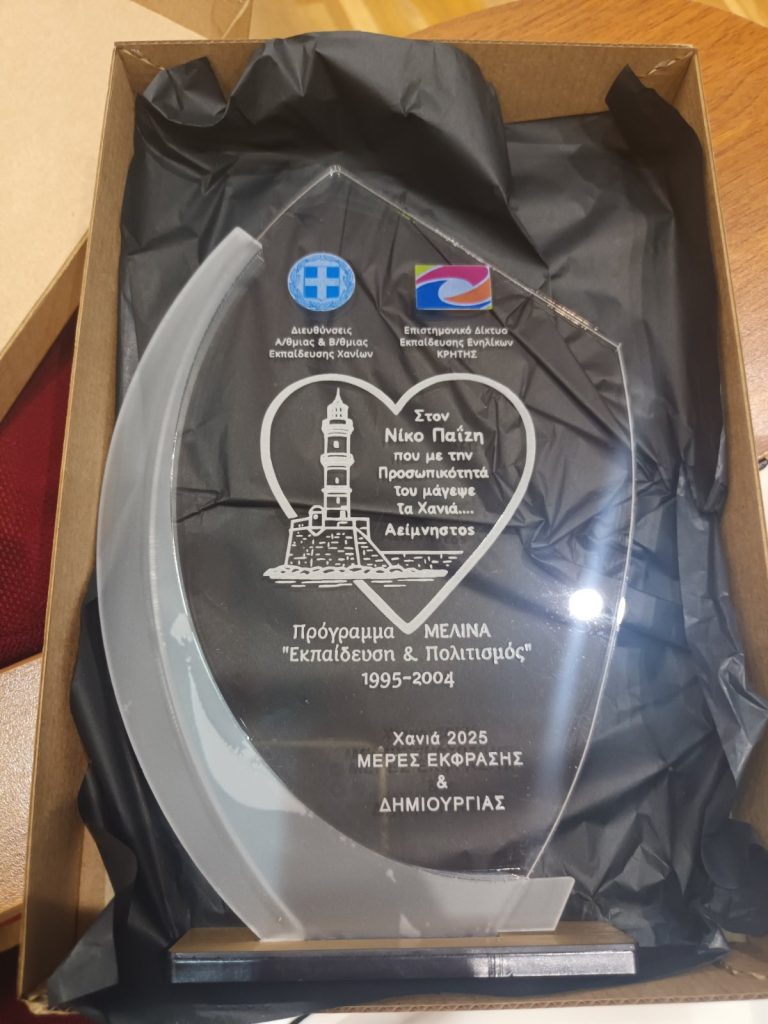 Διευθύνσεις
Α/θμιας & Β/θμιας
Εκπαίδευσης Χανίων
Επιστημονικό Δίκτυο
Εκπαίδευσης Ενηλίκων
ΚΡΗΤΗΣ
Στον
Νίκο Παΐζη
που με την
Προσωπικότητά
του μάγεψε
τα Χανιά....
Αείμνηστος
Πρόγραμμα ΜΕΛΙΝΑ
"Εκπαίδευση & Πολιτισμός"
1995-2004
Χανιά 2025
ΜΕΡΕΣ ΕΚΦΡΑΣΗΣ
&
ΔΗΜΙΟΥΡΓΙΑΣ